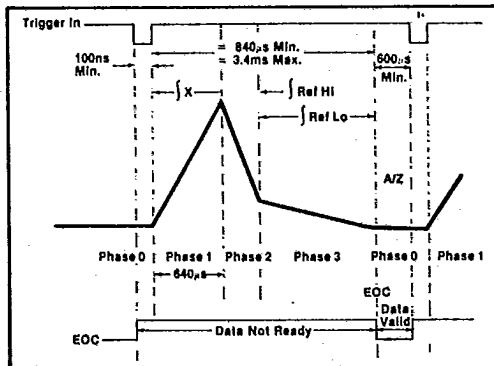 Trigger In
= 840µs Min.
= 3.4ms Max.
100ns
Min.
600µs
Min.
∫ X
∫ Ref Hi
∫ Ref Lo
A/Z
Phase 0
Phase 1
Phase 2
Phase 3
Phase 0
Phase 1
640µs
EOC
Data
Valid
Data Not Ready
EOC